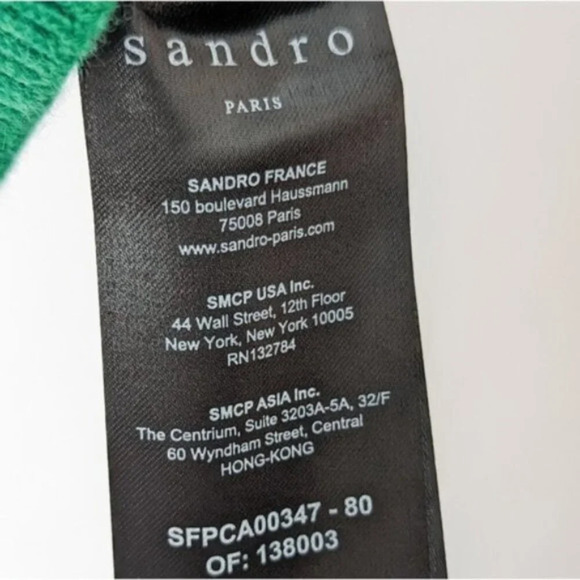 sandro
PARIS
SANDRO FRANCE
150 boulevard Haussmann
75008 Paris
www.sandro-paris.com
SMCP USA Inc.
44 Wall Street, 12th Floor
New York, New York 10005
RN132784
SMCP ASIA Inc.
The Centrium, Suite 3203A-5A, 32/F
60 Wyndham Street, Central
HONG-KONG
SFPCA00347 - 80
OF: 138003